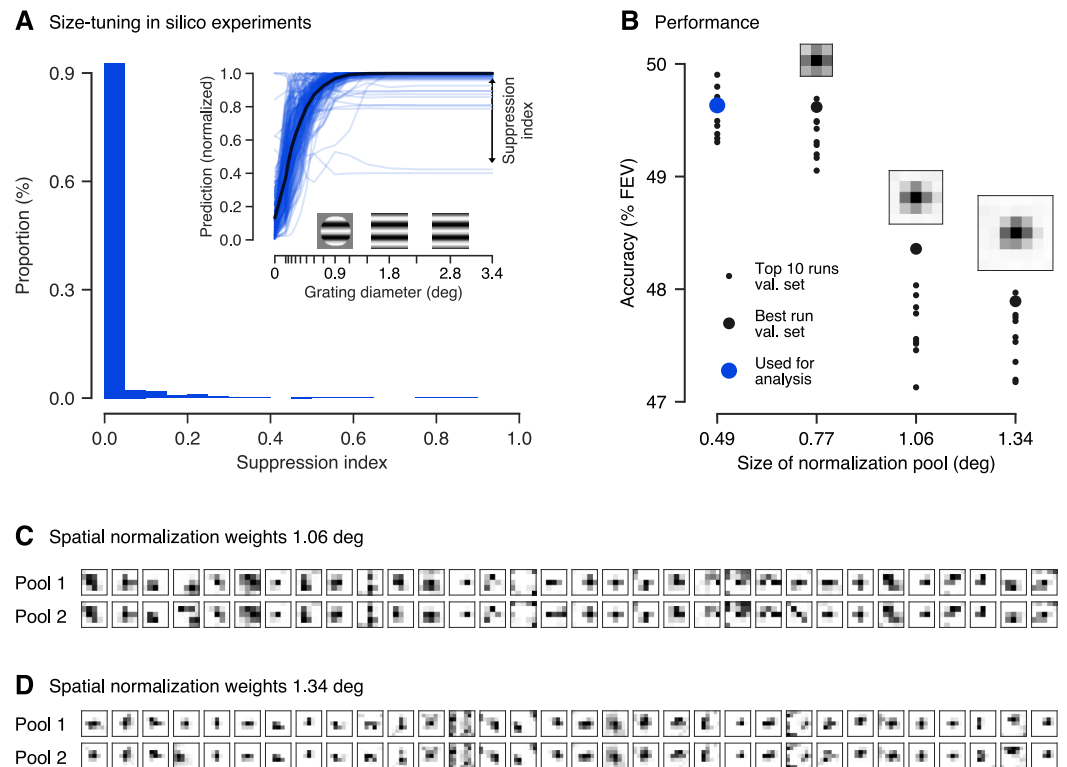 A Size-tuning in silico experiments
Proportion (%)
0.9
0.6
0.3
0.0
0.0 0.2 0.4 0.6 0.8 1.0
Suppression index
Prediction (normalized)
1.0
0.8
0.6
0.4
0.2
0.0
0 0.9 1.8 2.8 3.4
Grating diameter (deg)
Suppression
index
B Performance
Accuracy (% FEV)
50
49
48
47
Top 10 runs
val. set
Best run
val. set
Used for
analysis
0.49 0.77 1.06 1.34
Size of normalization pool (deg)
C Spatial normalization weights 1.06 deg
Pool 1
Pool 2
D Spatial normalization weights 1.34 deg
Pool 1
Pool 2